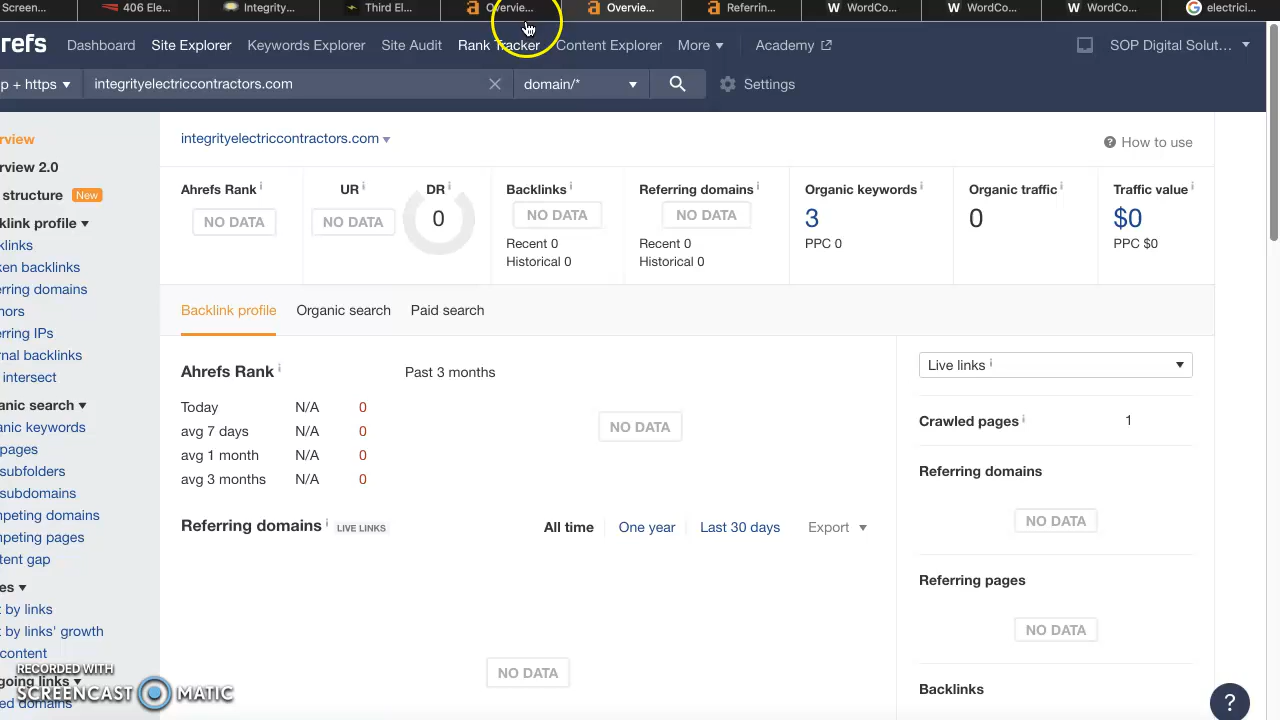 Screen...
406 Ele...
Integrity...
Third El...
Overvie...
Overvie...
Referrin...
WordCo...
WordCo...
WordCo...
electrici...
refs Dashboard Site Explorer Keywords Explorer Site Audit Rank Tracker Content Explorer More Academy SOP Digital Solut...
p + https integrityelectriccontractors.com domain/* Settings
rview
rview 2.0
structure New
klink profile
klinks
ken backlinks
erring domains
hors
erring IPs
rnal backlinks
intersect
anic search
anic keywords
pages
subfolders
subdomains
mpeting domains
mpeting pages
tent gap
es
t by links
t by links' growth
content
going links
ed domains
integrityelectriccontractors.com How to use
Ahrefs Rank UR DR Backlinks Referring domains Organic keywords Organic traffic Traffic value
NO DATA NO DATA 0 NO DATA NO DATA 3 0 $0
Recent 0 Recent 0 PPC 0 PPC $0
Historical 0 Historical 0
Backlink profile Organic search Paid search
Ahrefs Rank Past 3 months
Today N/A 0
avg 7 days N/A 0
avg 1 month N/A 0
avg 3 months N/A 0
NO DATA
Referring domains LIVE LINKS All time One year Last 30 days Export
NO DATA
Live links
Crawled pages 1
Referring domains
NO DATA
Referring pages
NO DATA
Backlinks
?
RECORDED WITH
SCREENCAST MATIC